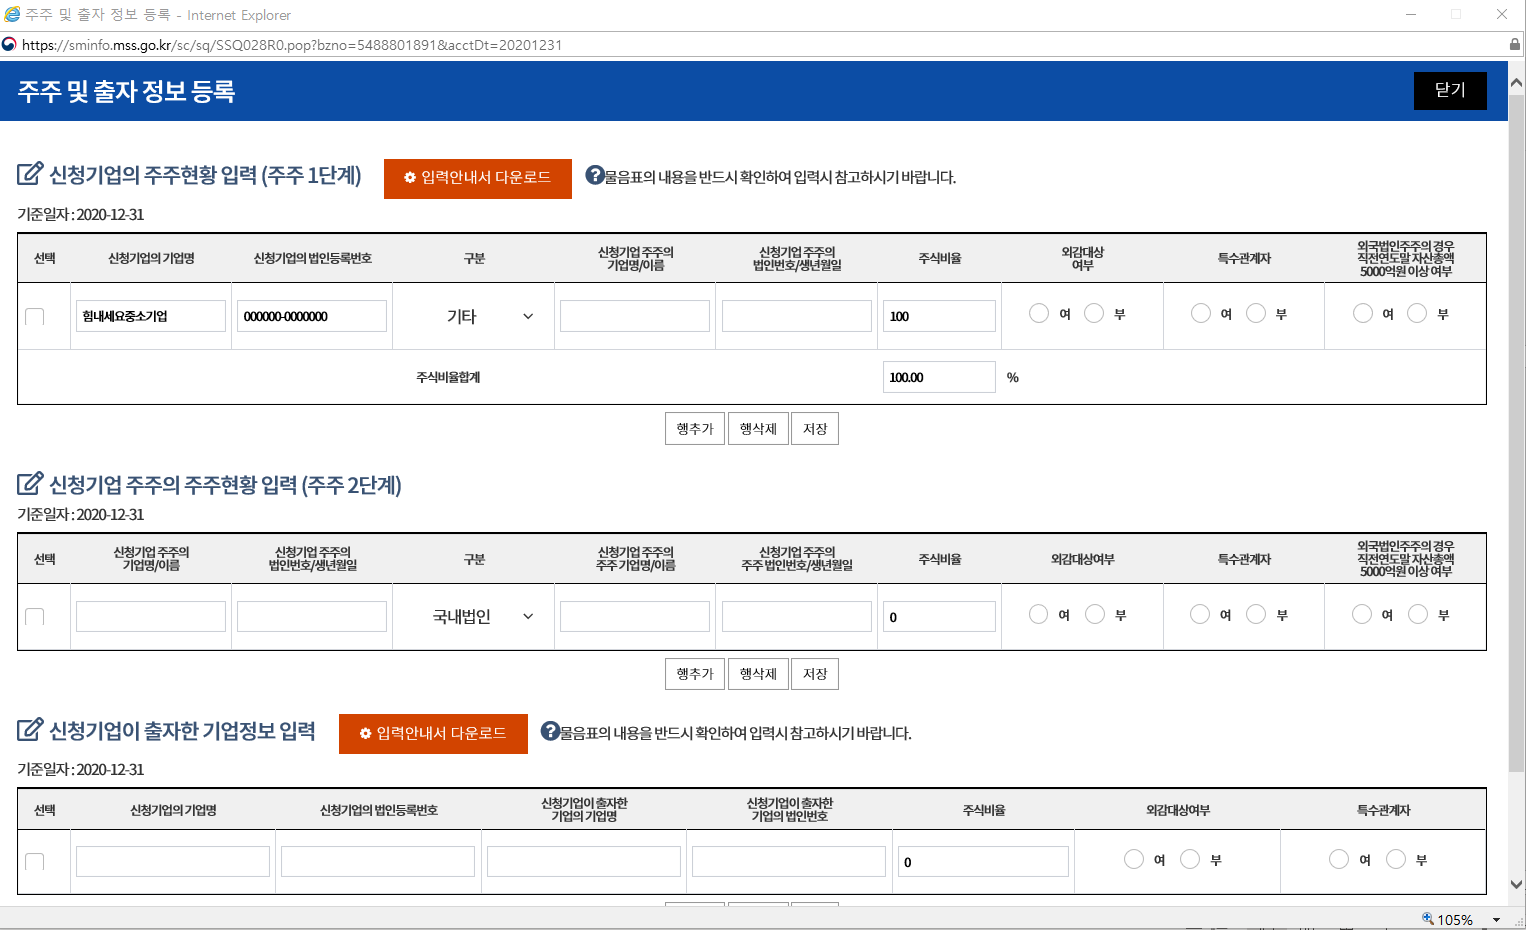 주주 및 출자 정보 등록 - Internet Explorer
https://sminfo.mss.go.kr/sc/sq/SSQ028R0.pop?bzno=5488801891&acctDt=20201231
주주 및 출자 정보 등록
닫기
신청기업의 주주현황 입력 (주주 1단계)
입력안내서 다운로드
?물음표의 내용을 반드시 확인하여 입력시 참고하시기 바랍니다.
기준일자 : 2020-12-31
선택
신청기업의 기업명
신청기업의 법인등록번호
구분
신청기업 주주의
기업명/이름
신청기업 주주의
법인번호/생년월일
주식비율
외감대상
여부
특수관계자
외국법인주주의 경우
직전연도말 자산총액
5000억원 이상 여부
힘내세요중소기업
000000-0000000
기타
100
여 부
여 부
여 부
주식비율합계
100.00
%
행추가
행삭제
저장
신청기업 주주의 주주현황 입력 (주주 2단계)
기준일자 : 2020-12-31
선택
신청기업 주주의
기업명/이름
신청기업 주주의
법인번호/생년월일
구분
신청기업 주주의
주주 기업명/이름
신청기업 주주의
주주 법인번호/생년월일
주식비율
외감대상여부
특수관계자
외국법인주주의 경우
직전연도말 자산총액
5000억원 이상 여부
국내법인
0
여 부
여 부
여 부
행추가
행삭제
저장
신청기업이 출자한 기업정보 입력
입력안내서 다운로드
?물음표의 내용을 반드시 확인하여 입력시 참고하시기 바랍니다.
기준일자 : 2020-12-31
선택
신청기업의 기업명
신청기업의 법인등록번호
신청기업이 출자한
기업의 기업명
신청기업이 출자한
기업의 법인번호
주식비율
외감대상여부
특수관계자
0
여 부
여 부
105%